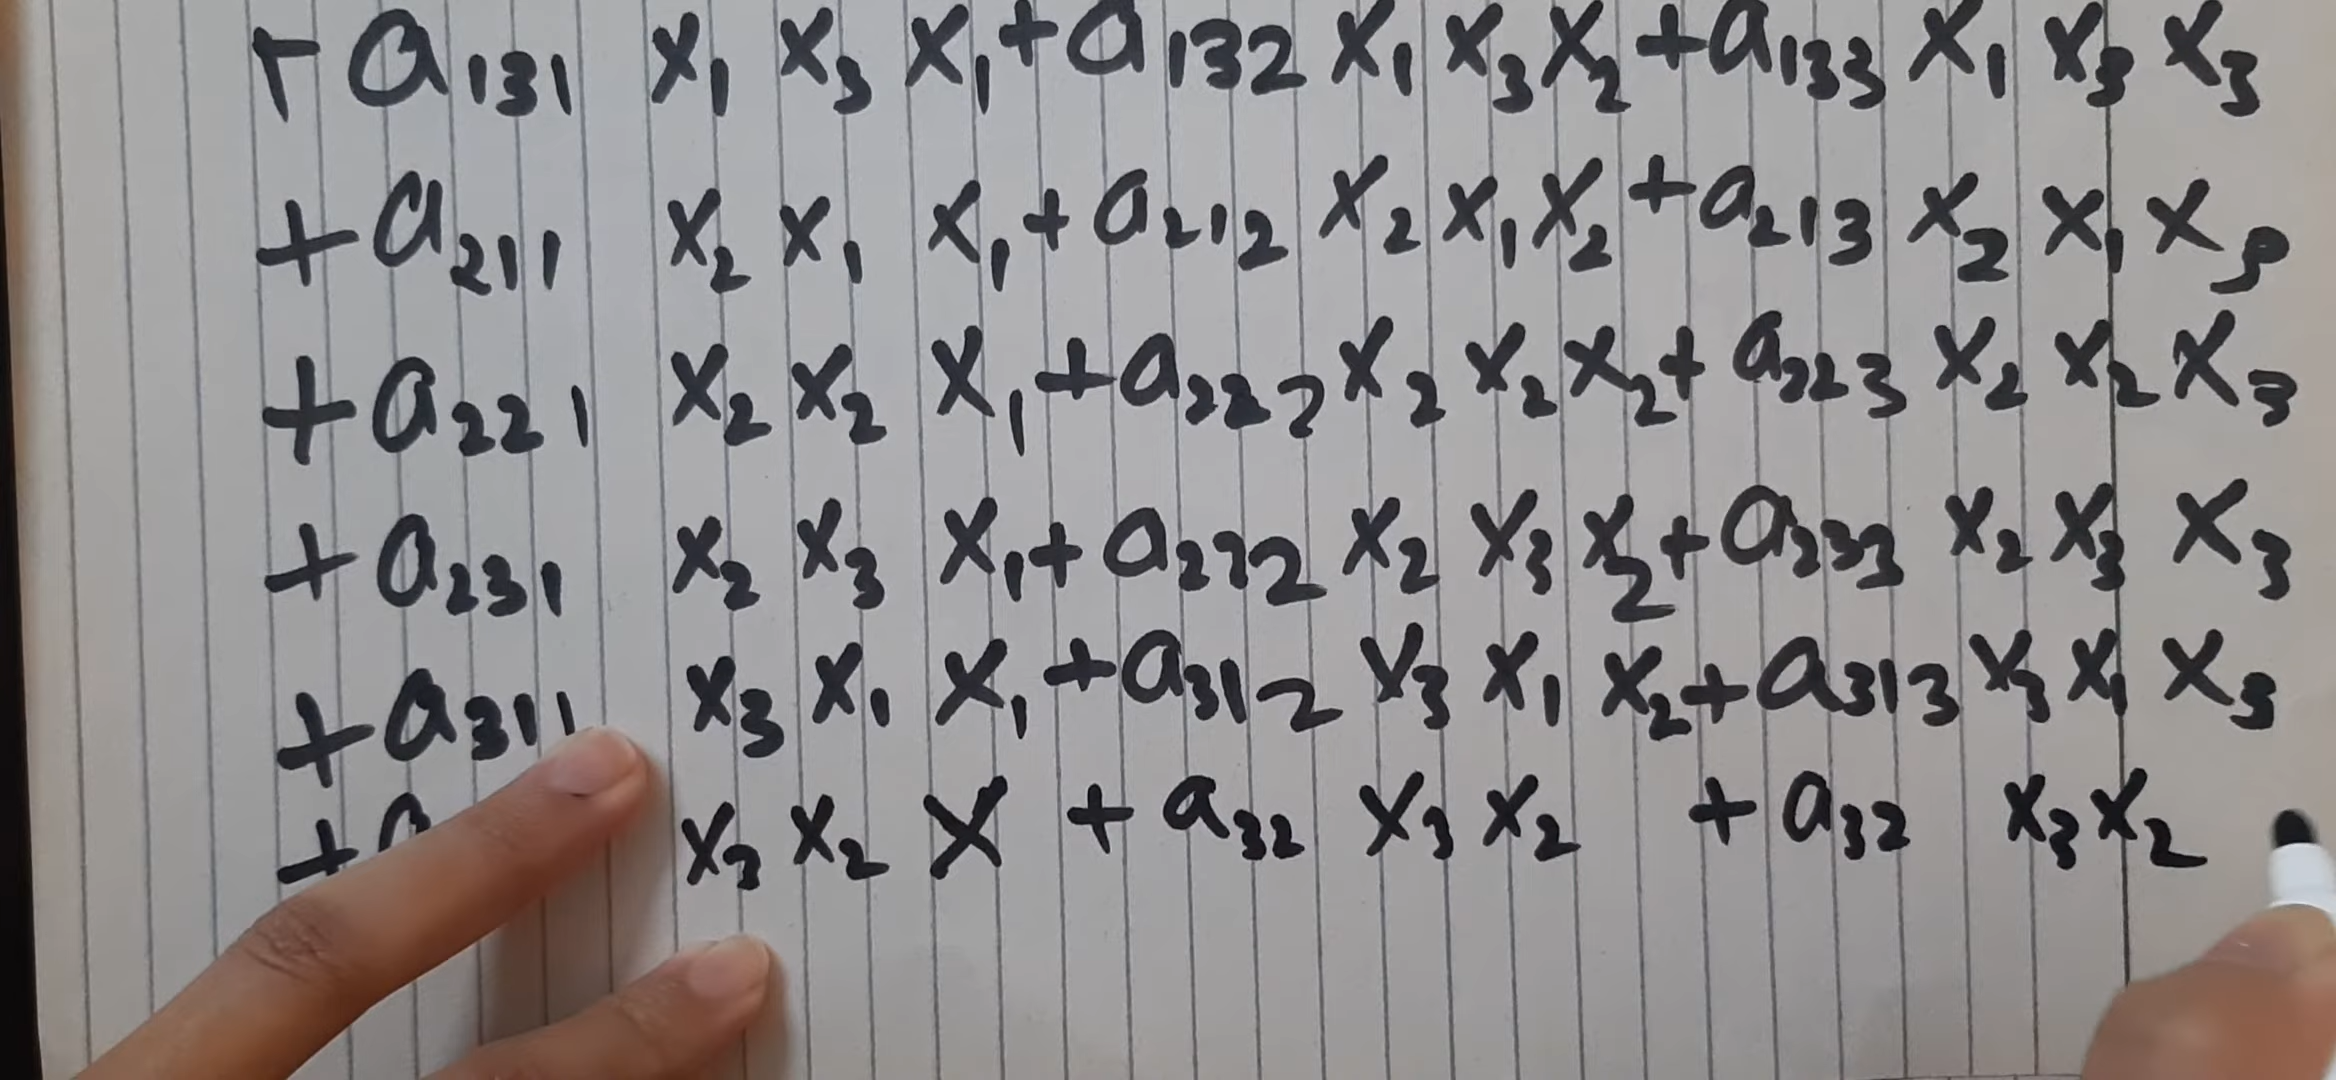 + a₁₃₁ x₁ x₃ x₁ + a₁₃₂ x₁ x₃ x₂ + a₁₃₃ x₁ x₃ x₃
+ a₂₁₁ x₂ x₁ x₁ + a₂₁₂ x₂ x₁ x₂ + a₂₁₃ x₂ x₁ x₃
+ a₂₂₁ x₂ x₂ x₁ + a₂₂₂ x₂ x₂ x₂ + a₂₂₃ x₂ x₂ x₃
+ a₂₃₁ x₂ x₃ x₁ + a₂₃₂ x₂ x₃ x₂ + a₂₃₃ x₂ x₃ x₃
+ a₃₁₁ x₃ x₁ x₁ + a₃₁₂ x₃ x₁ x₂ + a₃₁₃ x₃ x₁ x₃
+ a x₃ x₂ x + a₃₂ x₃ x₂ + a₃₂ x₃ x₂